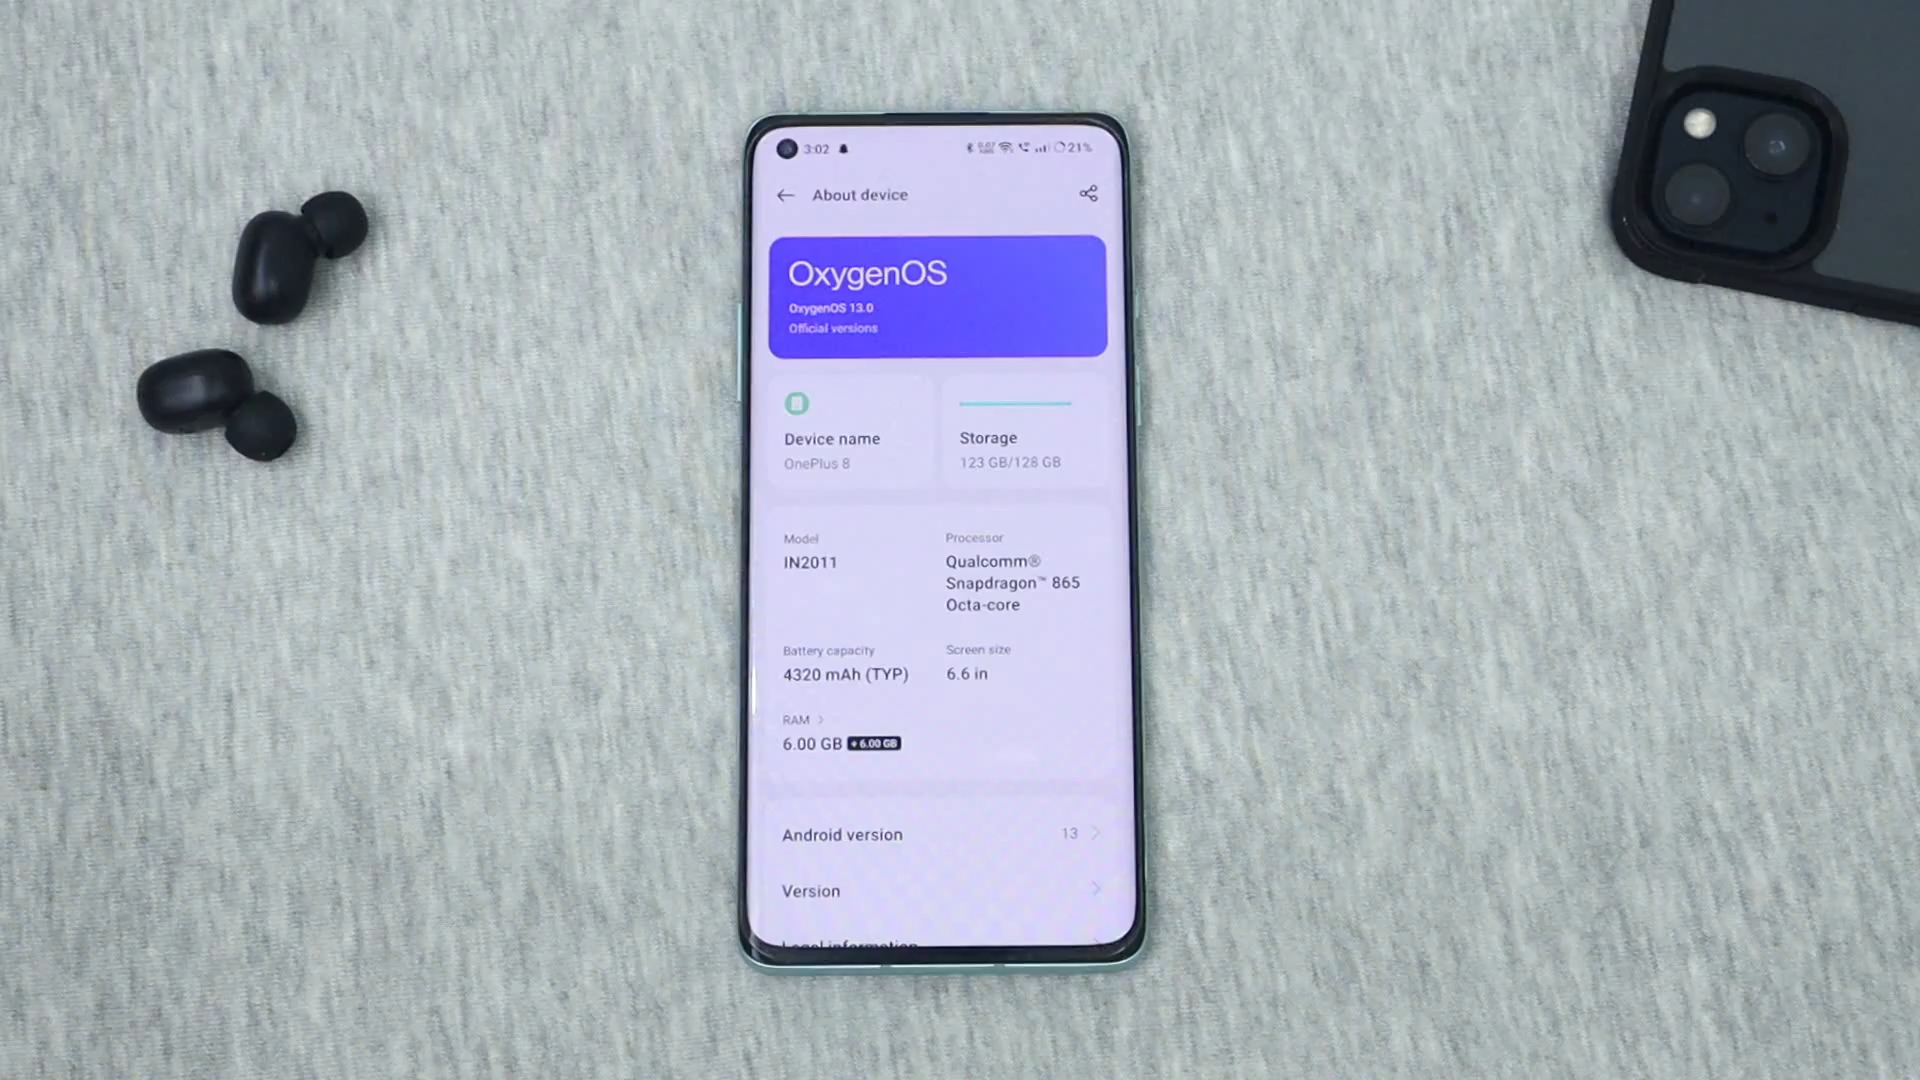 3:02
21%
About device
OxygenOS
OxygenOS 13.0
Official versions
Device name
OnePlus 8
Storage
123 GB/128 GB
Model
IN2011
Processor
Qualcomm®
Snapdragon™ 865
Octa-core
Battery capacity
4320 mAh (TYP)
Screen size
6.6 in
RAM
6.00 GB + 6.00 GB
Android version 13
Version
Legal information